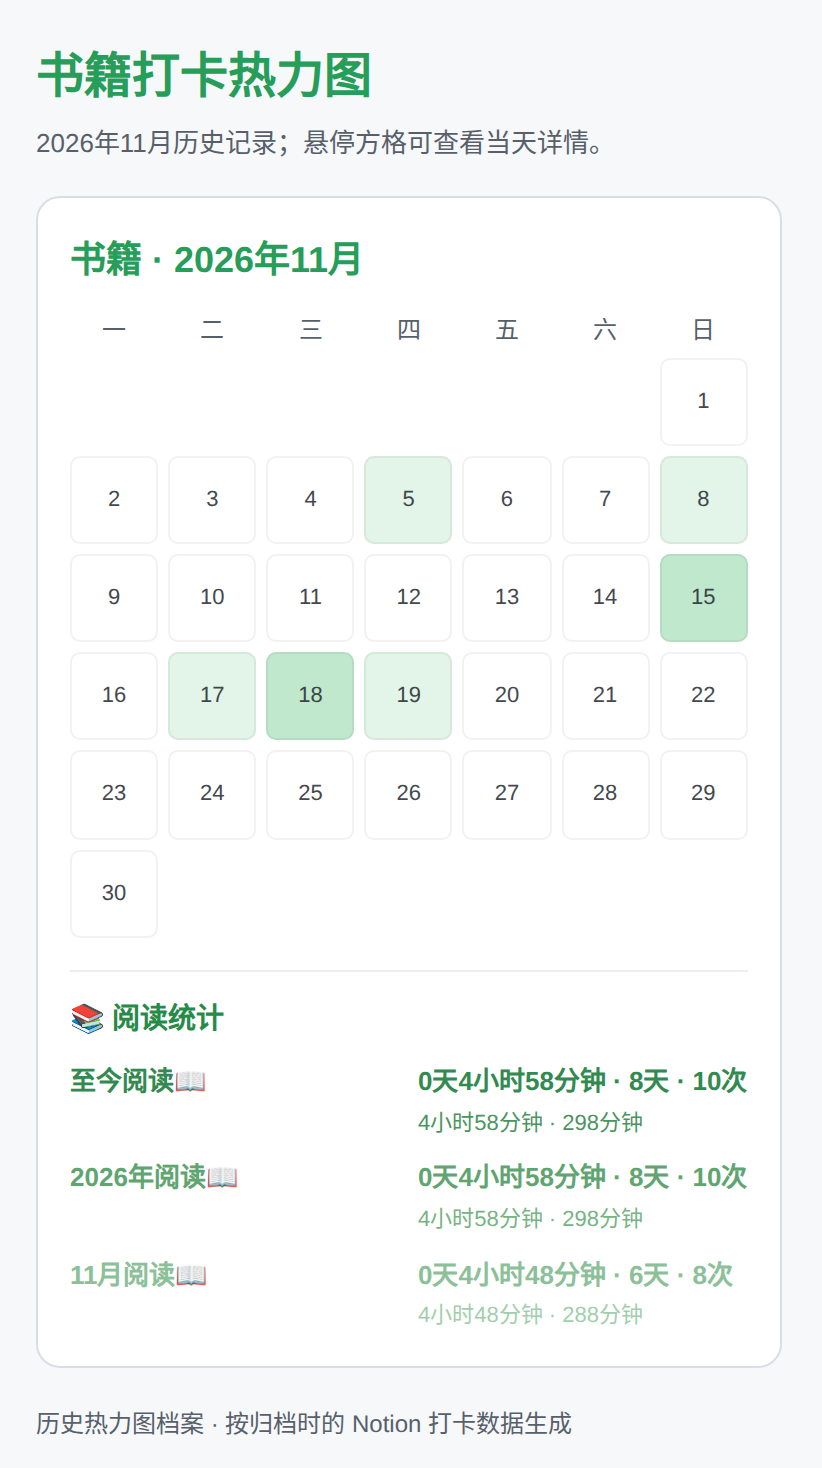 书籍打卡热力图
2026年11月历史记录；悬停方格可查看当天详情。
书籍 · 2026年11月
一 二 三 四 五 六 日
1
2 3 4 5 6 7 8
9 10 11 12 13 14 15
16 17 18 19 20 21 22
23 24 25 26 27 28 29
30
📚 阅读统计
至今阅读📖 0天4小时58分钟 · 8天 · 10次
4小时58分钟 · 298分钟
2026年阅读📖 0天4小时58分钟 · 8天 · 10次
4小时58分钟 · 298分钟
11月阅读📖 0天4小时48分钟 · 6天 · 8次
4小时48分钟 · 288分钟
历史热力图档案 · 按归档时的 Notion 打卡数据生成